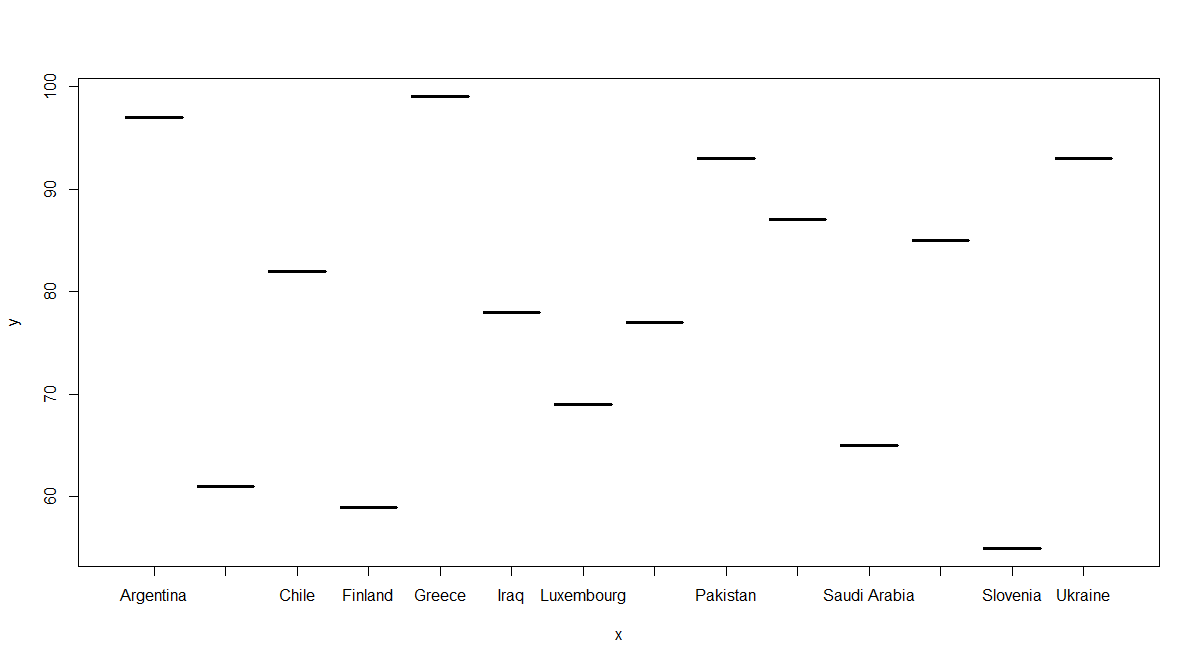 100
90
80
70
60
y
Argentina Chile Finland Greece Iraq Luxembourg Pakistan Saudi Arabia Slovenia Ukraine
x